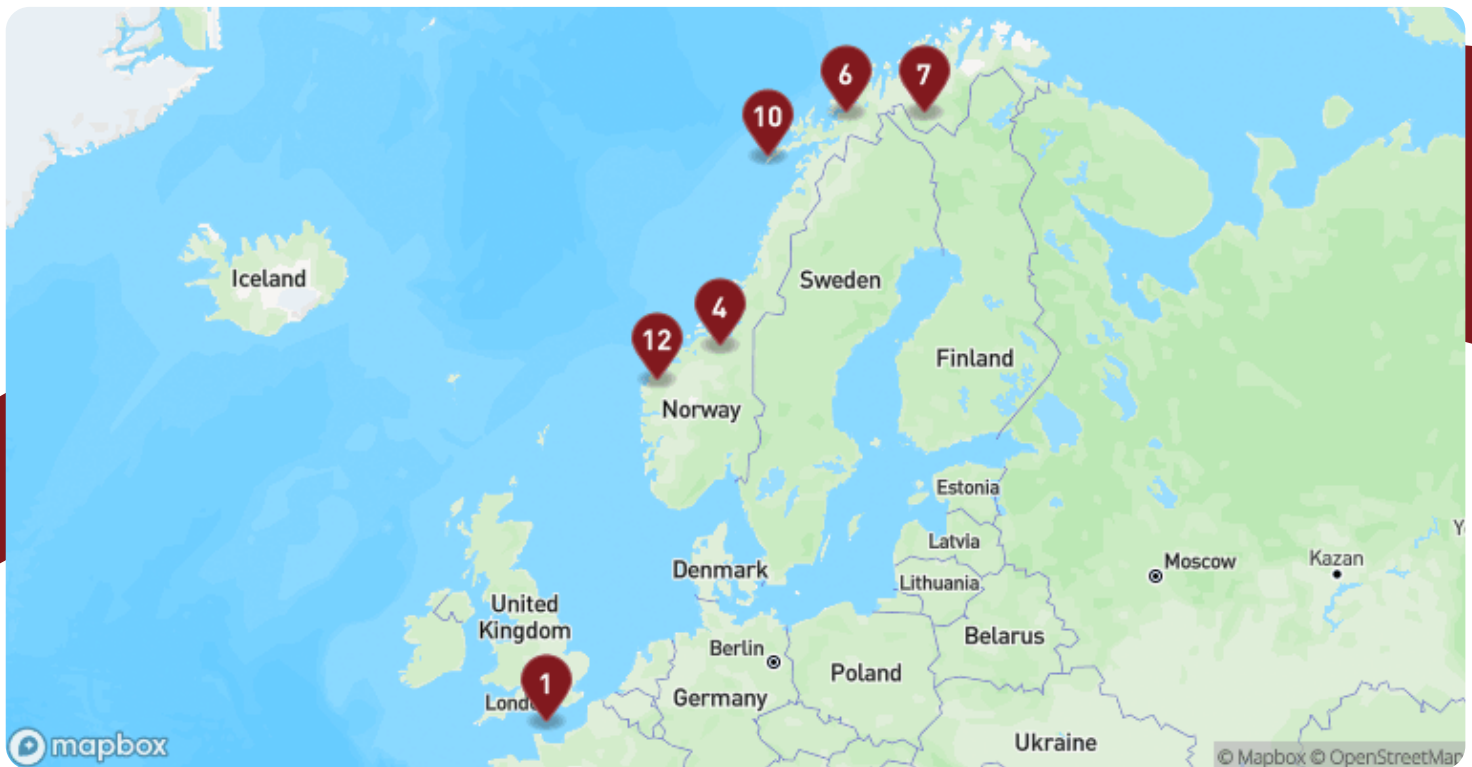 6
7
10
Iceland
Sweden
4
12
Finland
Norway
Estonia
Latvia
Moscow
Kazan
Denmark
Lithuania
United
Kingdom
Belarus
Berlin
Poland
1
Germany
Ukraine
mapbox
© Mapbox © OpenStreetMap